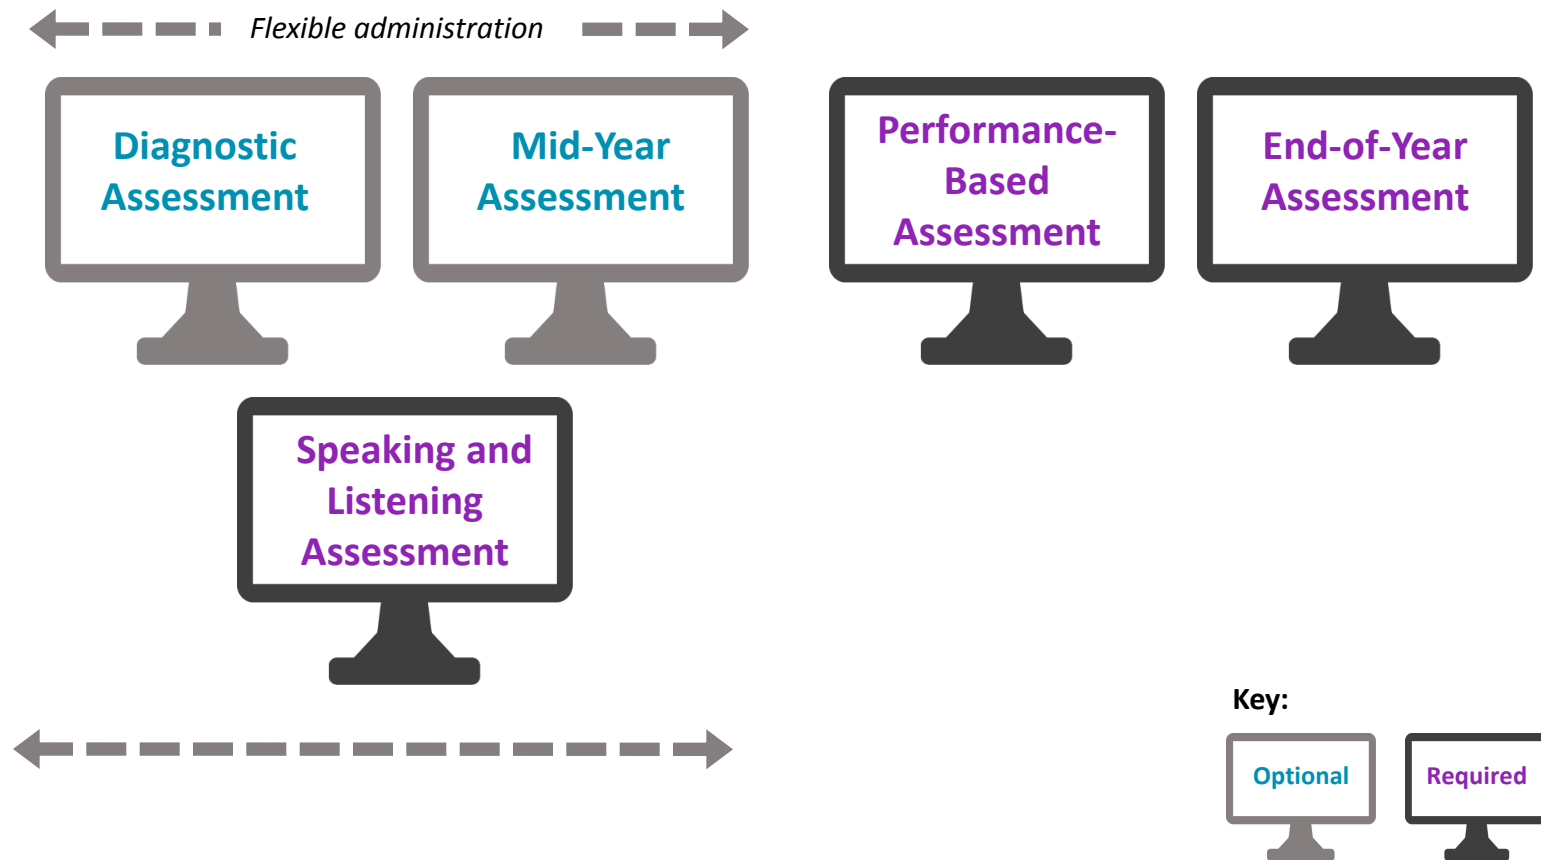 Flexible administration
Diagnostic
Assessment
Mid-Year
Assessment
Performance-
Based
Assessment
End-of-Year
Assessment
Speaking and
Listening
Assessment
Key:
Optional
Required